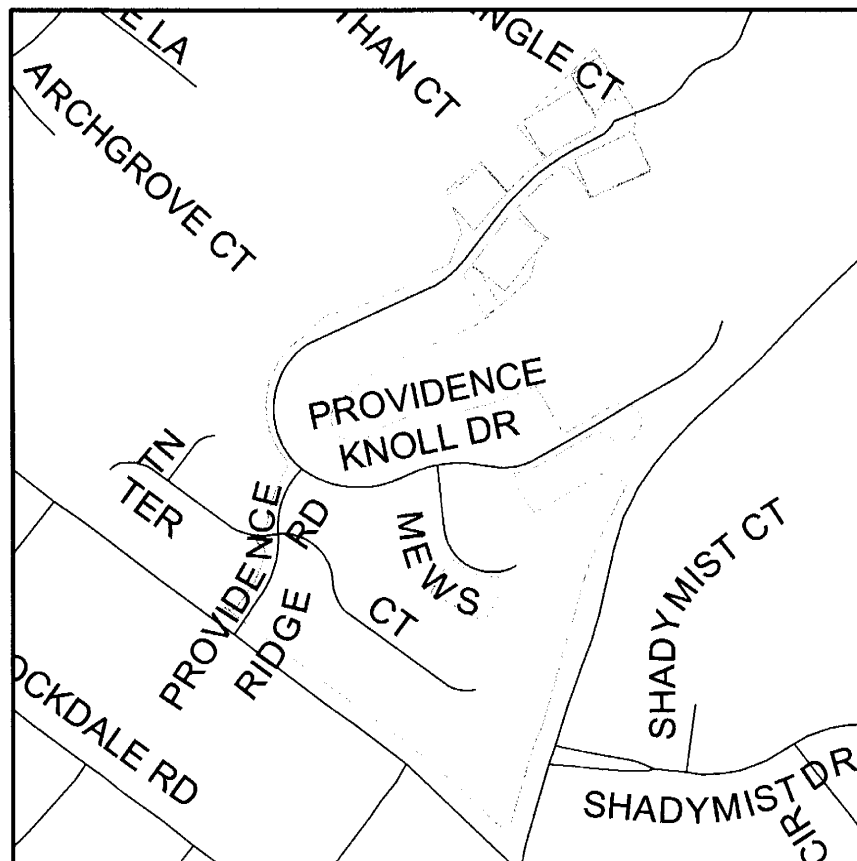 E LA
THAN CT
NGLE CT
ARCHGROVE CT
PROVIDENCE
KNOLL DR
TN
TER
PROVIDENCE
RIDGE
RD
MEWS
CT
SHADYMIST CT
OCKDALE RD
SHADYMIST DR
CIR